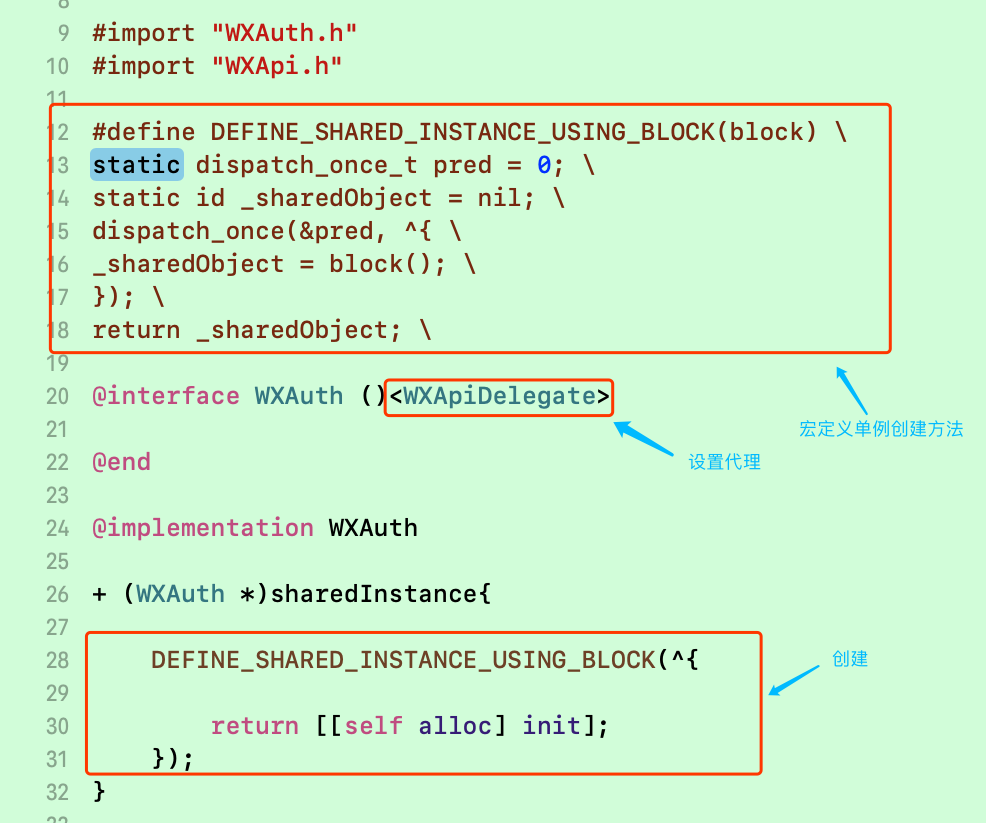 8
9 #import "WXAuth.h"
10 #import "WXApi.h"
11
12 #define DEFINE_SHARED_INSTANCE_USING_BLOCK(block) \
13 static dispatch_once_t pred = 0; \
14 static id _sharedObject = nil; \
15 dispatch_once(&pred, ^{ \
16 _sharedObject = block(); \
17 }); \
18 return _sharedObject; \
19
20 @interface WXAuth ()<WXApiDelegate>
宏定义单例创建方法
21
设置代理
22 @end
23
24 @implementation WXAuth
25
26 + (WXAuth *)sharedInstance{
27
28     DEFINE_SHARED_INSTANCE_USING_BLOCK(^{
创建
29
30         return [[self alloc] init];
31     });
32 }